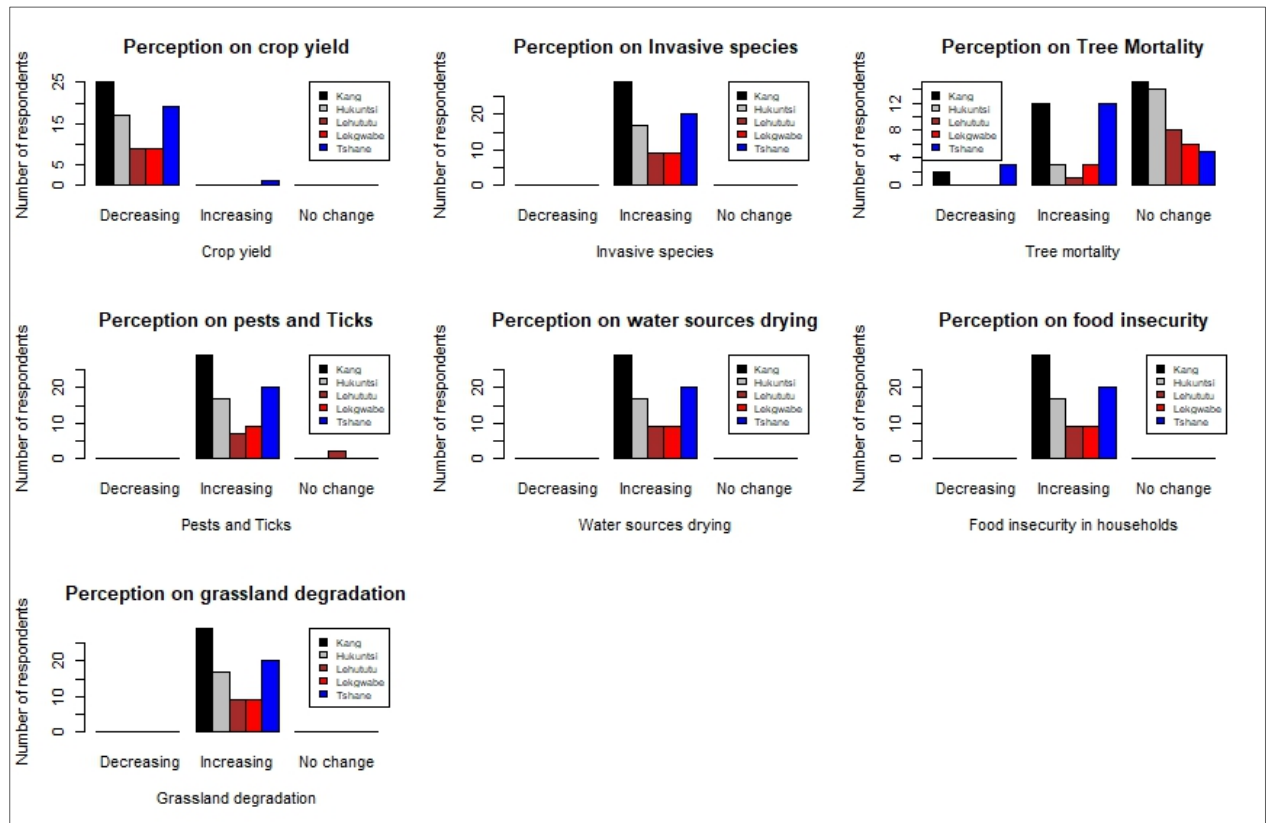 Perception on crop yield
Number of respondents
25
15
5
0
Kang
Hukuntsi
Lehututu
Lekgwabe
Tshane
Decreasing Increasing No change
Crop yield
Perception on Invasive species
Number of respondents
20
10
0
Kang
Hukuntsi
Lehututu
Lekgwabe
Tshane
Decreasing Increasing No change
Invasive species
Perception on Tree Mortality
Number of respondents
12
8
4
0
Kang
Hukuntsi
Lehututu
Lekgwabe
Tshane
Decreasing Increasing No change
Tree mortality
Perception on pests and Ticks
Number of respondents
20
10
0
Kang
Hukuntsi
Lehututu
Lekgwabe
Tshane
Decreasing Increasing No change
Pests and Ticks
Perception on water sources drying
Number of respondents
20
10
0
Kang
Hukuntsi
Lehututu
Lekgwabe
Tshane
Decreasing Increasing No change
Water sources drying
Perception on food insecurity
Number of respondents
20
10
0
Kang
Hukuntsi
Lehututu
Lekgwabe
Tshane
Decreasing Increasing No change
Food insecurity in households
Perception on grassland degradation
Number of respondents
20
10
0
Kang
Hukuntsi
Lehututu
Lekgwabe
Tshane
Decreasing Increasing No change
Grassland degradation